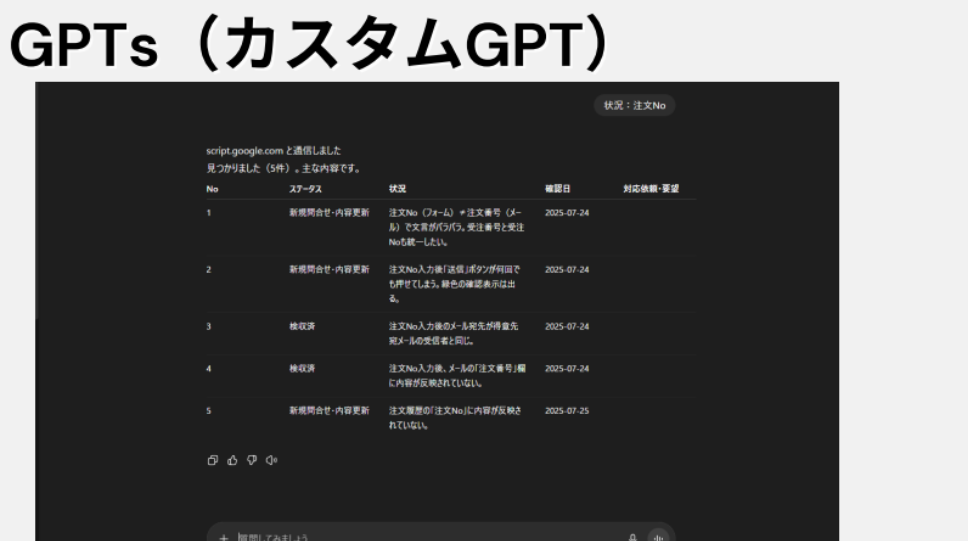 GPTs（カスタムGPT）
状況：注文No
script.google.com と通信しました
見つかりました（5件）。主な内容です。
No ステータス 状況 確認日 対応依頼・要望
1 新規問合せ・内容更新 注文No（フォーム）≠注文番号（メー 2025-07-24
ル）で文言がバラバラ。受注番号と受注
Noも統一したい。
2 新規問合せ・内容更新 注文No入力後「送信」ボタンが何回で 2025-07-24
も押せてしまう。緑色の確認表示は出
る。
3 検収済 注文No入力後のメール宛先が得意先 2025-07-24
宛メールの受信者と同じ。
4 検収済 注文No入力後、メールの「注文番号」欄 2025-07-24
に内容が反映されていない。
5 新規問合せ・内容更新 注文履歴の「注文No」に内容が反映さ 2025-07-25
れていない。
質問してみましょう